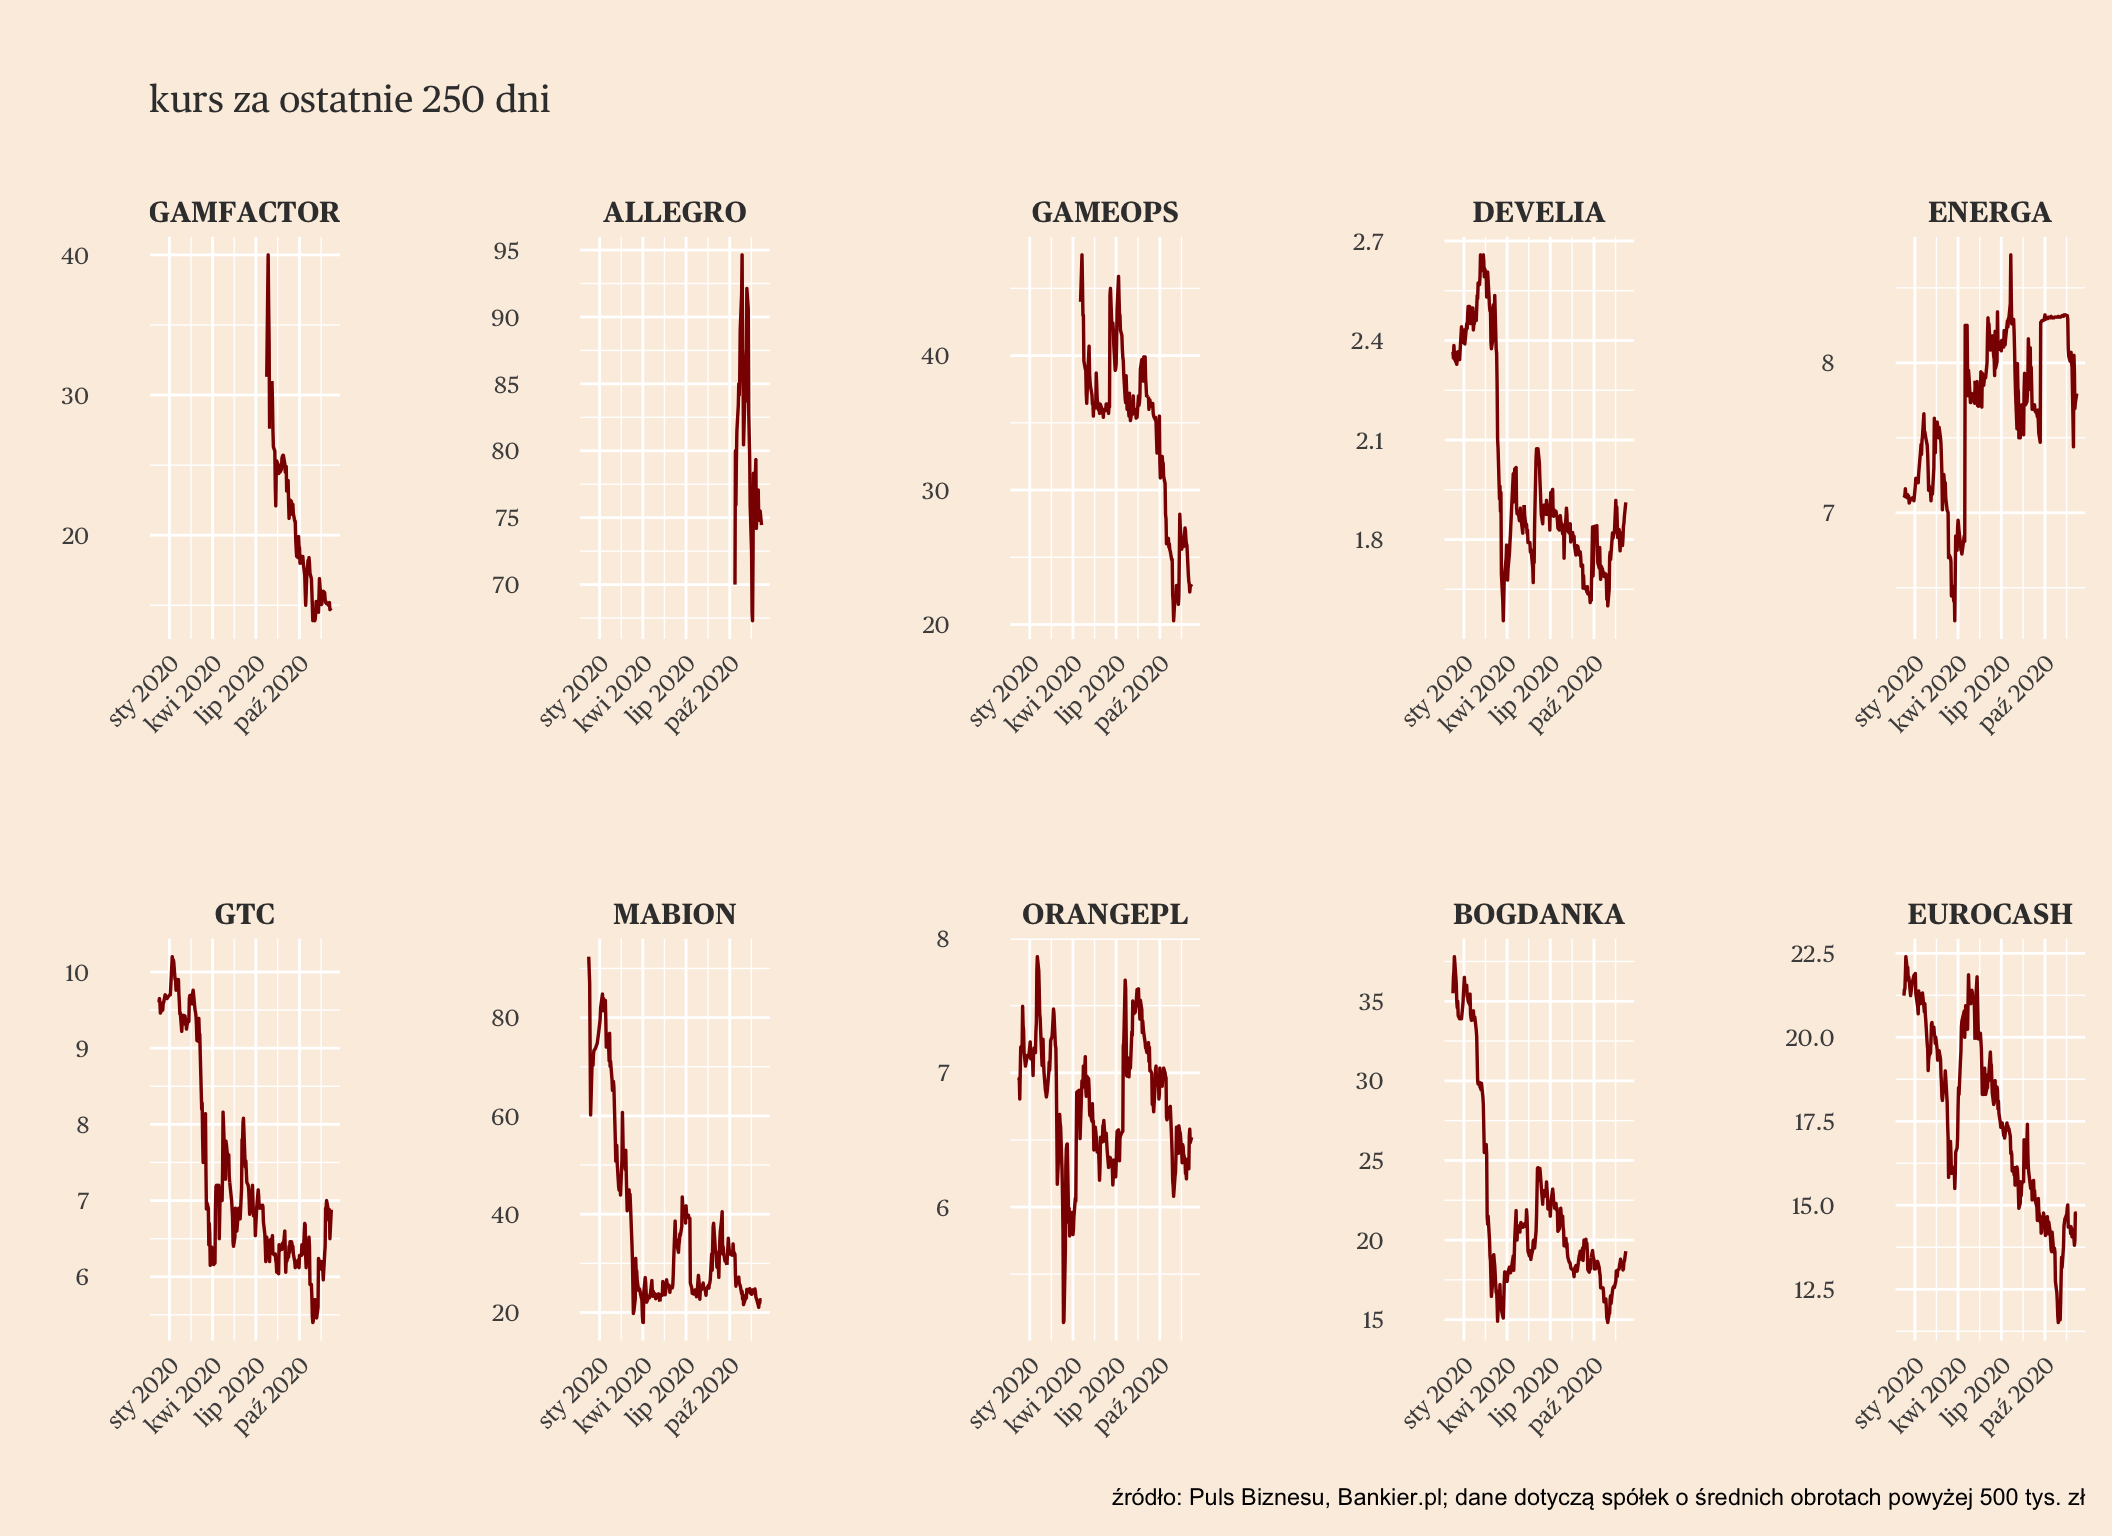 kurs za ostatnie 250 dni
GAMFACTOR
40
30
20
sty 2020
kwi 2020
lip 2020
paź 2020
ALLEGRO
95
90
85
80
75
70
sty 2020
kwi 2020
lip 2020
paź 2020
GAMEOPS
40
30
20
sty 2020
kwi 2020
lip 2020
paź 2020
DEVELIA
2.7
2.4
2.1
1.8
sty 2020
kwi 2020
lip 2020
paź 2020
ENERGA
8
7
sty 2020
kwi 2020
lip 2020
paź 2020
GTC
10
9
8
7
6
sty 2020
kwi 2020
lip 2020
paź 2020
MABION
80
60
40
20
sty 2020
kwi 2020
lip 2020
paź 2020
ORANGEPL
8
7
6
sty 2020
kwi 2020
lip 2020
paź 2020
BOGDANKA
35
30
25
20
15
sty 2020
kwi 2020
lip 2020
paź 2020
EUROCASH
22.5
20.0
17.5
15.0
12.5
sty 2020
kwi 2020
lip 2020
paź 2020
źródło: Puls Biznesu, Bankier.pl; dane dotyczą spółek o średnich obrotach powyżej 500 tys. zł